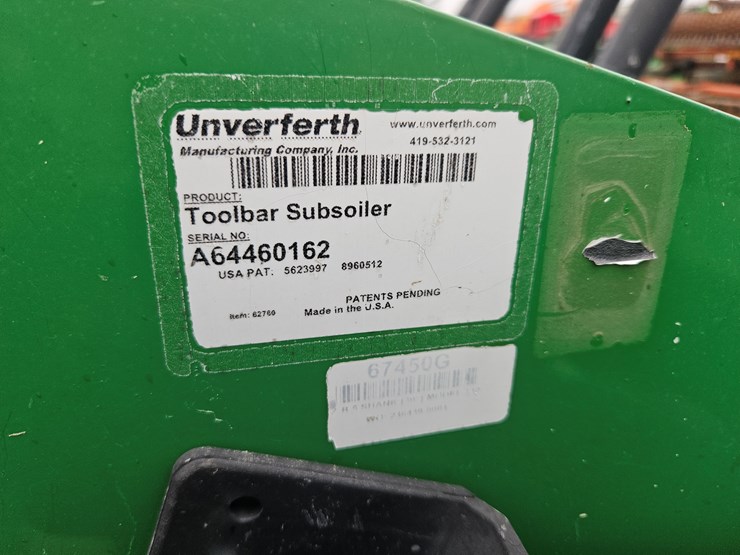 Unverferth
www.unverferth.com
Manufacturing Company, Inc.
419-532-3121
PRODUCT:
Toolbar Subsoiler
SERIAL NO:
A64460162
USA PAT. 5623997 8960512
PATENTS PENDING
Item: 62760 Made in the U.S.A.
67450G